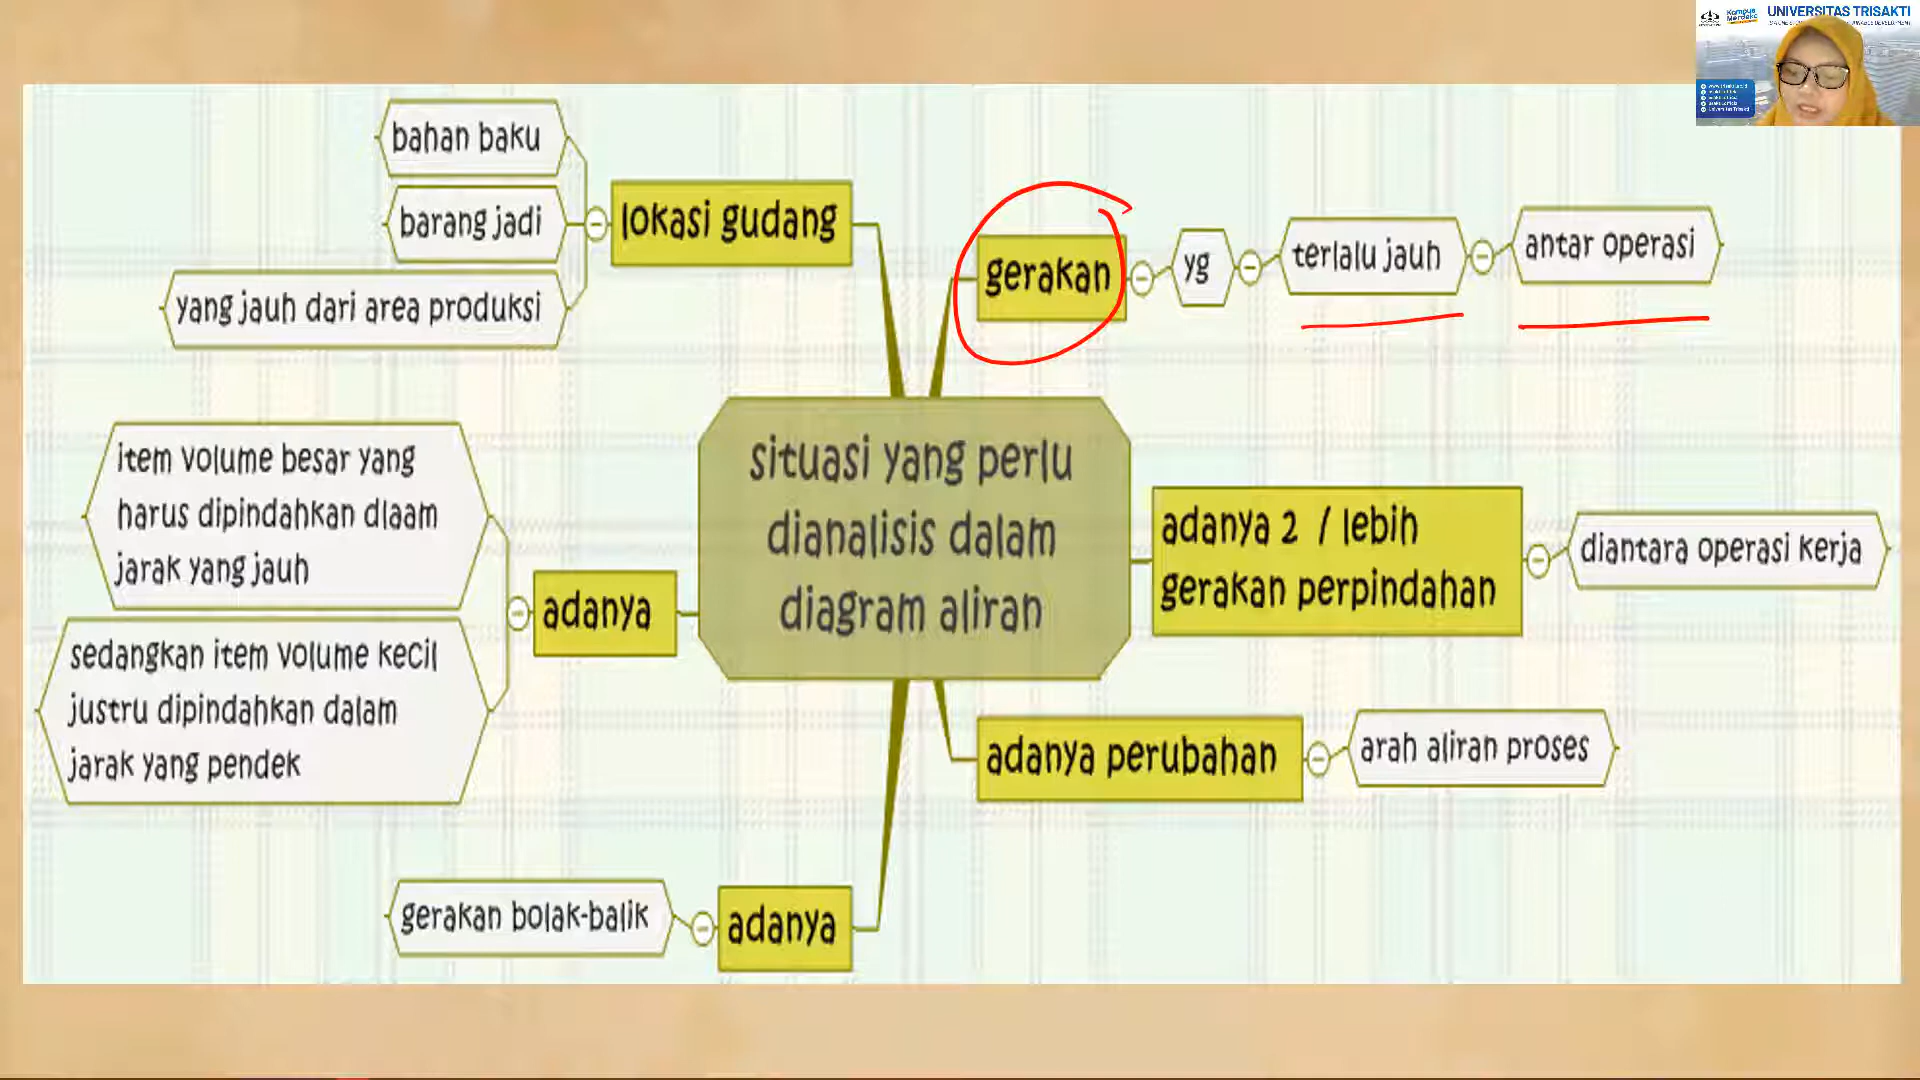 Kampus
Merdeka
UNIVERSITAS TRISAKTI
situasi yang perlu
dianalisis dalam
diagram aliran
gerakan
yg
terlalu jauh
antar operasi
adanya 2 / lebih
gerakan perpindahan
diantara operasi kerja
adanya perubahan
arah aliran proses
lokasi gudang
bahan baku
barang jadi
yang jauh dari area produksi
adanya
item volume besar yang
harus dipindahkan dlaam
jarak yang jauh
sedangkan item volume kecil
justru dipindahkan dalam
jarak yang pendek
adanya
gerakan bolak-balik